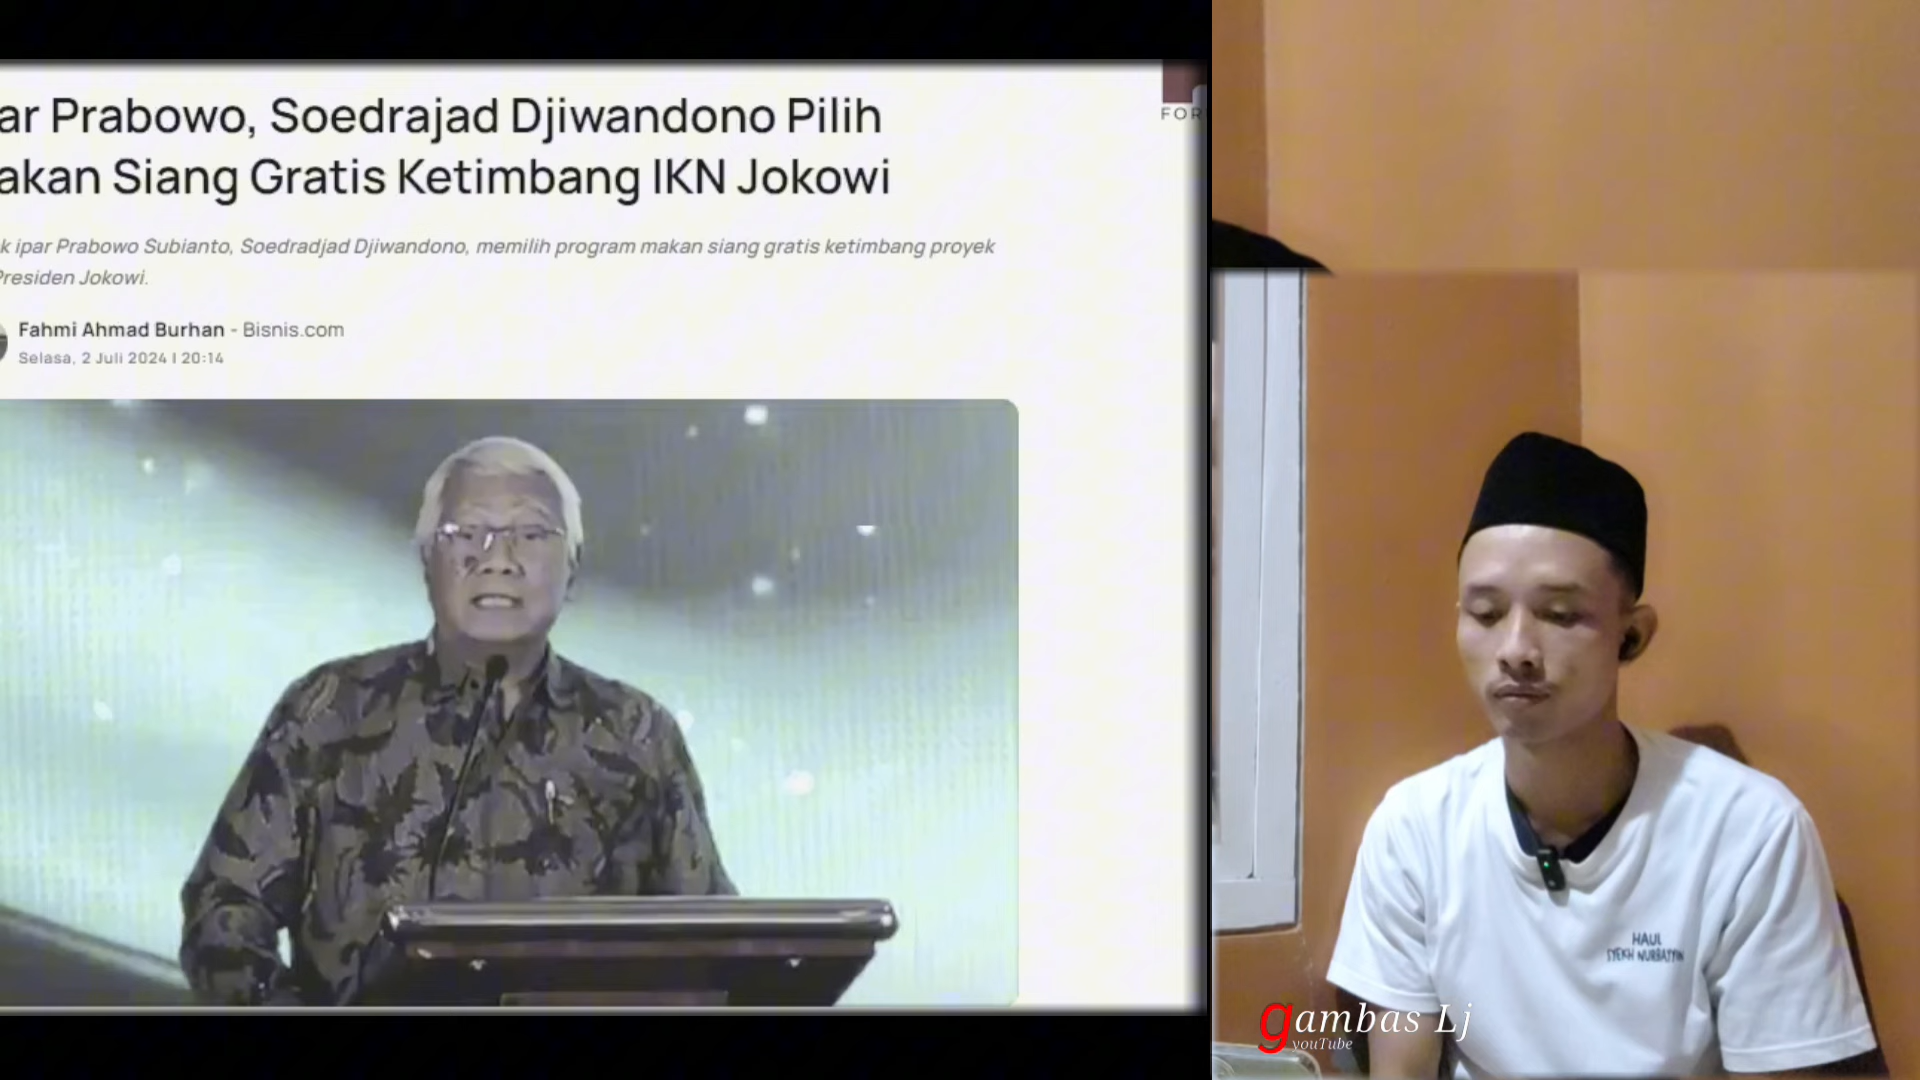 ar Prabowo, Soedrajad Djiwandono Pilih
akan Siang Gratis Ketimbang IKN Jokowi
k ipar Prabowo Subianto, Soedradjad Djiwandono, memilih program makan siang gratis ketimbang proyek
Presiden Jokowi.
Fahmi Ahmad Burhan - Bisnis.com
Selasa, 2 Juli 2024 | 20:14
FOR
HAUL
SYEKH
gambas Lj
youTube